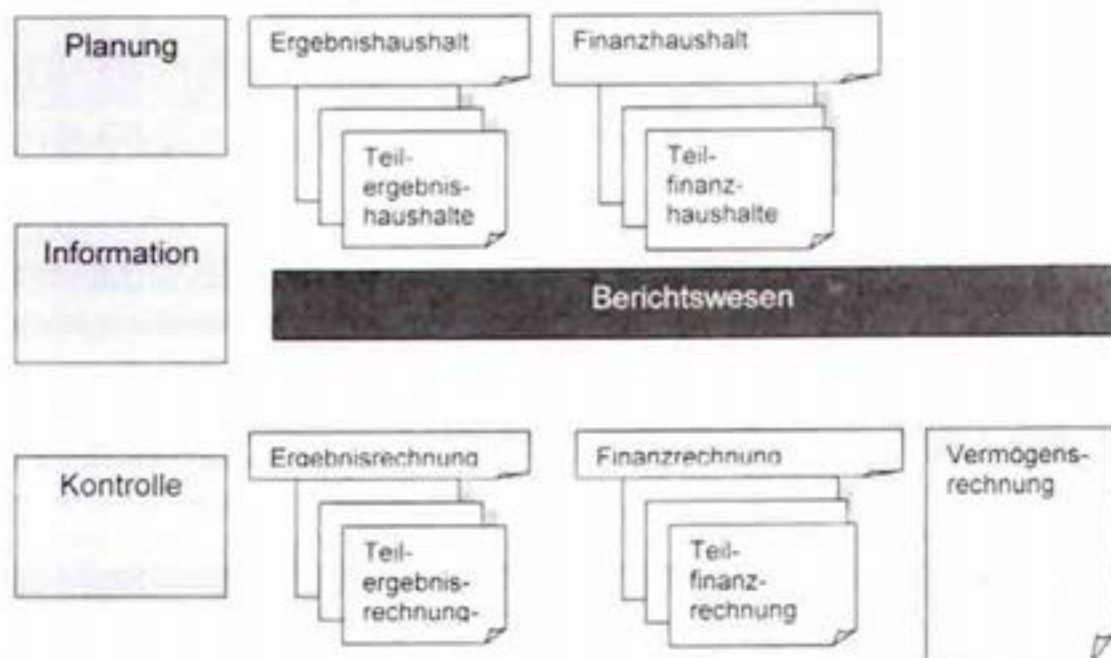 Planung
Ergebnishaushalt
Finanzhaushalt
Teil-
ergebnis-
haushalte
Teil-
finanz-
haushalte
Information
Berichtswesen
Kontrolle
Ergebnisrechnung
Finanzrechnung
Vermögens-
rechnung
Teil-
ergebnis-
rechnung-
Teil-
finanz-
rechnung